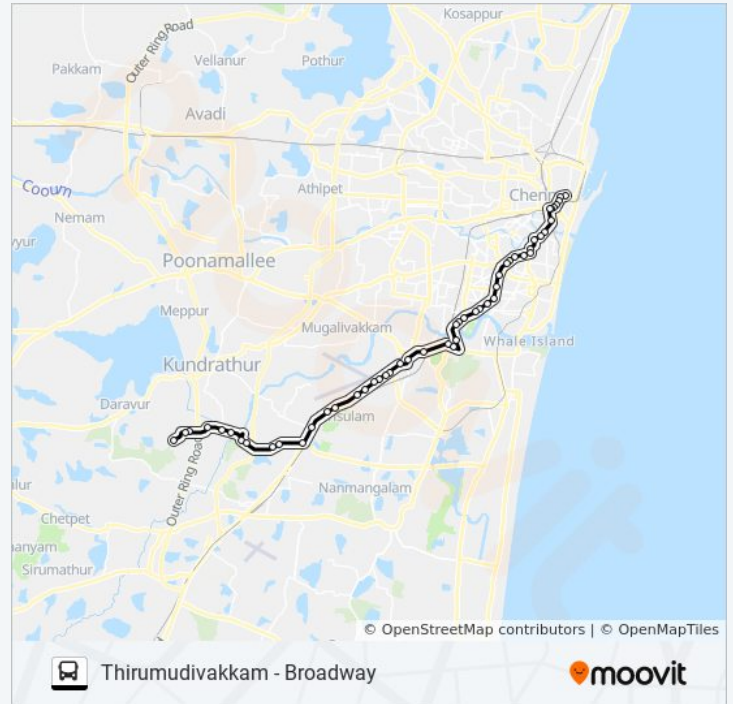 Kosappur
Outer Ring Road
Vellanur
Pothur
Pakkam
Avadi
Cooum
Athipet
Chenn
Nemam
yur
Poonamallee
Meppur
Mugalivakkam
Whale Island
Kundrathur
Daravur
isulam
Outer Ring Road
Nanmangalam
lur
Chetpet
anyam
Sirumathur
© OpenStreetMap contributors | © OpenMapTiles
Thirumudivakkam - Broadway
moovit